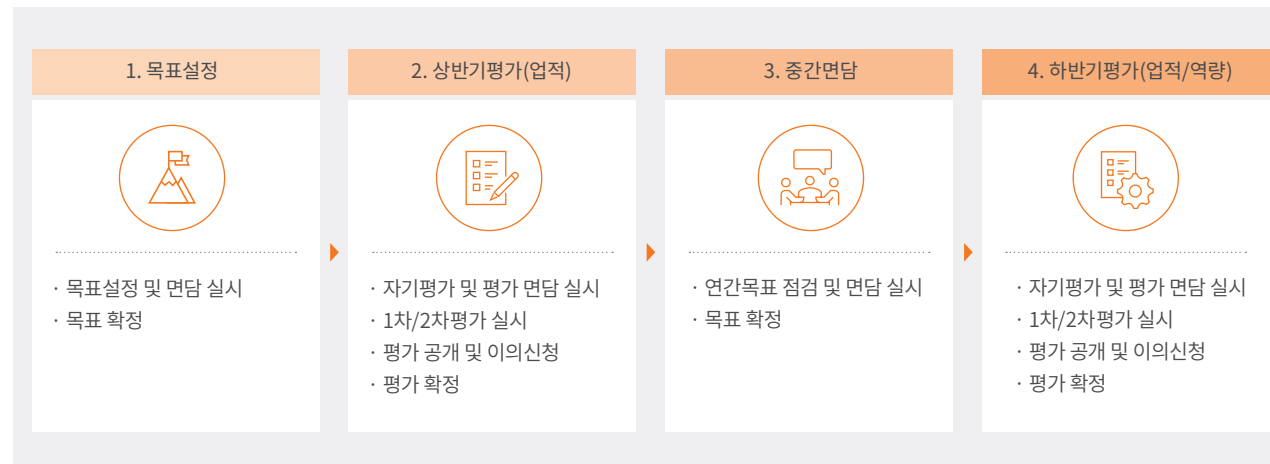 1. 목표설정
· 목표설정 및 면담 실시
· 목표 확정
2. 상반기평가(업적)
· 자기평가 및 평가 면담 실시
· 1차/2차평가 실시
· 평가 공개 및 이의신청
· 평가 확정
3. 중간면담
· 연간목표 점검 및 면담 실시
· 목표 확정
4. 하반기평가(업적/역량)
· 자기평가 및 평가 면담 실시
· 1차/2차평가 실시
· 평가 공개 및 이의신청
· 평가 확정